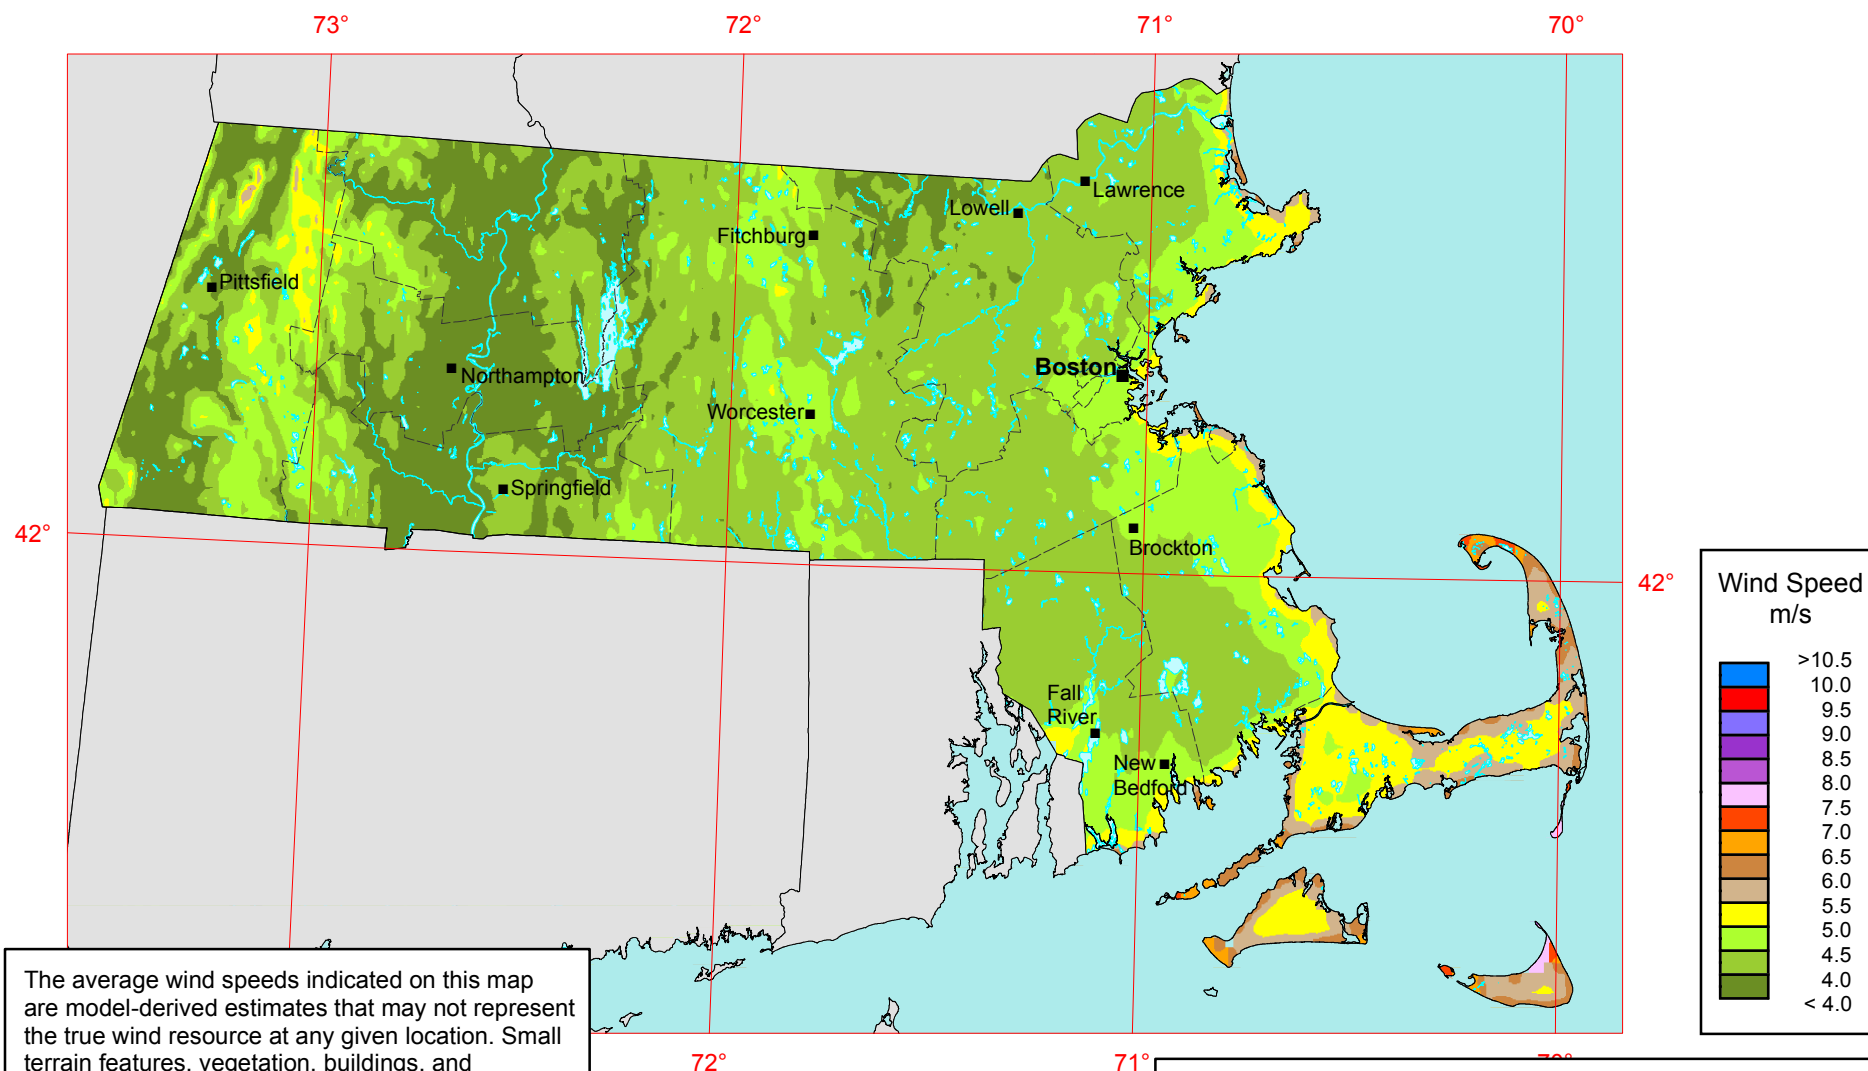 73°
72°
71°
70°
Lawrence
Lowell
Fitchburg
Pittsfield
Boston
Northampton
Worcester
Springfield
42°
Brockton
42°
Fall
River
New
Bedford
Wind Speed
m/s
>10.5
10.0
9.5
9.0
8.5
8.0
7.5
7.0
6.5
6.0
5.5
5.0
4.5
4.0
< 4.0
The average wind speeds indicated on this map
are model-derived estimates that may not represent
the true wind resource at any given location. Small
terrain features, vegetation, buildings, and
72°
71°